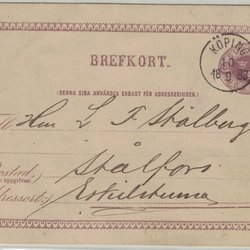 BREFKORT.
KÖPING
(DENNA SIDA ANVÄNDES ENDAST FÖR ADRESSERINGEN.)
Herr L F Stålberg
Stålfors
Eskilstuna